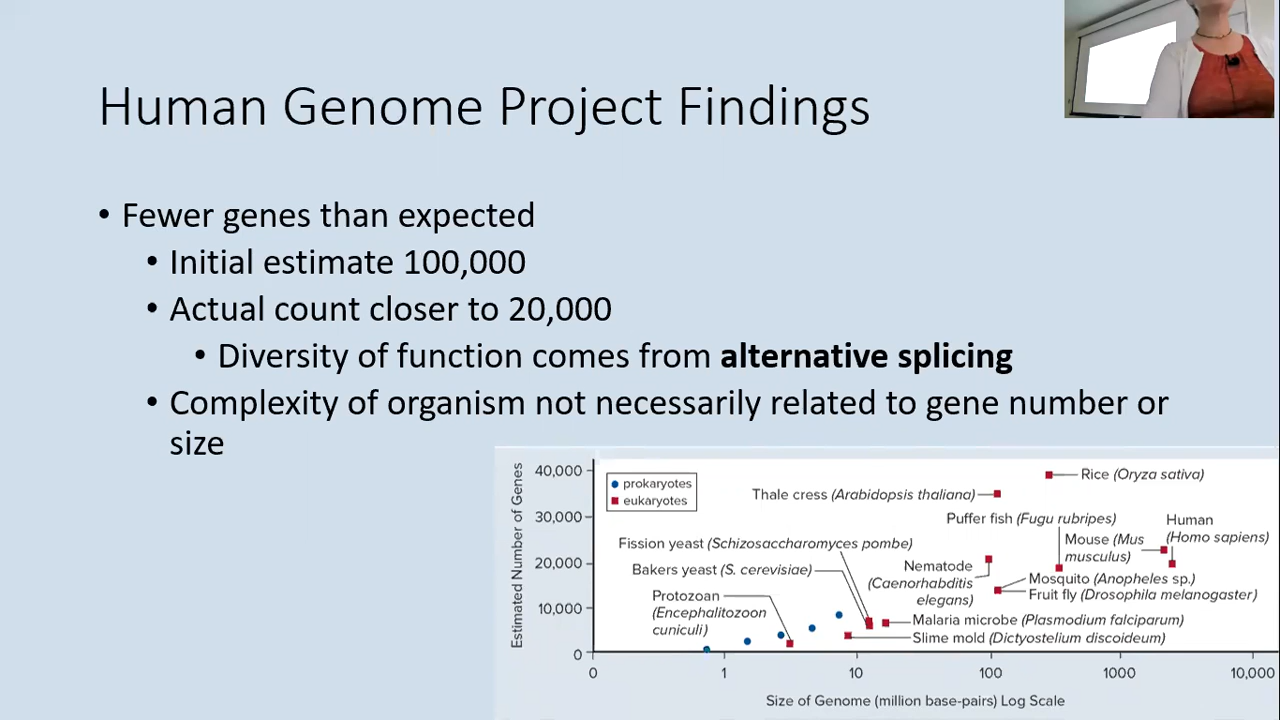 Human Genome Project Findings
• Fewer genes than expected
• Initial estimate 100,000
• Actual count closer to 20,000
• Diversity of function comes from alternative splicing
• Complexity of organism not necessarily related to gene number or
size
Estimated Number of Genes
40,000
30,000
20,000
10,000
0
prokaryotes
eukaryotes
Rice (Oryza sativa)
Thale cress (Arabidopsis thaliana)
Puffer fish (Fugu rubripes)
Human
(Homo sapiens)
Mouse (Mus
musculus)
Fission yeast (Schizosaccharomyces pombe)
Bakers yeast (S. cerevisiae)
Nematode
(Caenorhabditis
elegans)
Mosquito (Anopheles sp.)
Fruit fly (Drosophila melanogaster)
Protozoan
(Encephalitozoon
cuniculi)
Malaria microbe (Plasmodium falciparum)
Slime mold (Dictyostelium discoideum)
0
1
10
100
1000
10,000
Size of Genome (million base-pairs) Log Scale